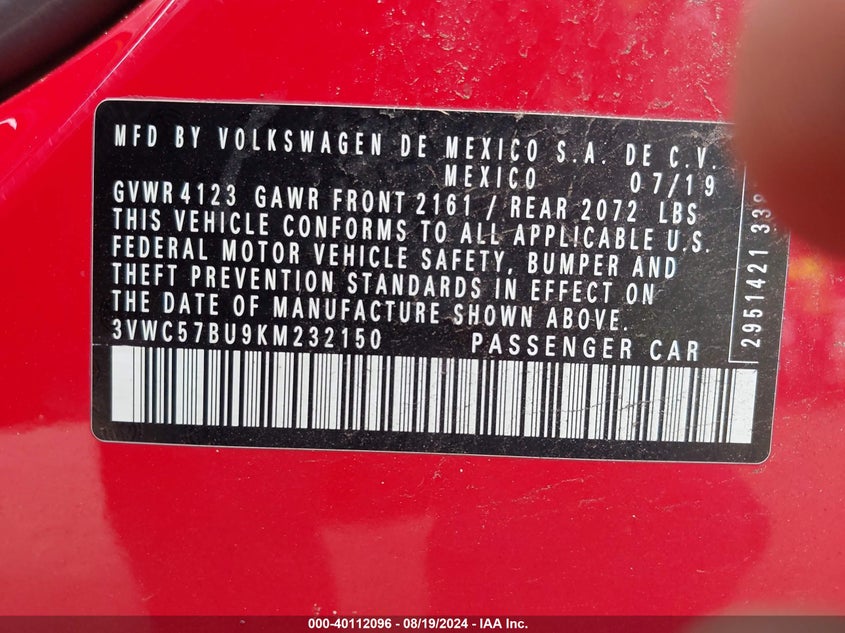 MFD BY VOLKSWAGEN DE MEXICO S.A. DE C.V.
MEXICO 07/19
GVWR 4123 GAWR FRONT 2161 / REAR 2072 LBS
THIS VEHICLE CONFORMS TO ALL APPLICABLE U.S.
FEDERAL MOTOR VEHICLE SAFETY, BUMPER AND
THEFT PREVENTION STANDARDS IN EFFECT ON
THE DATE OF MANUFACTURE SHOWN ABOVE.
3VWC57BU9KM232150 PASSENGER CAR
2951421
000-40112096 - 08/19/2024 - IAA Inc.